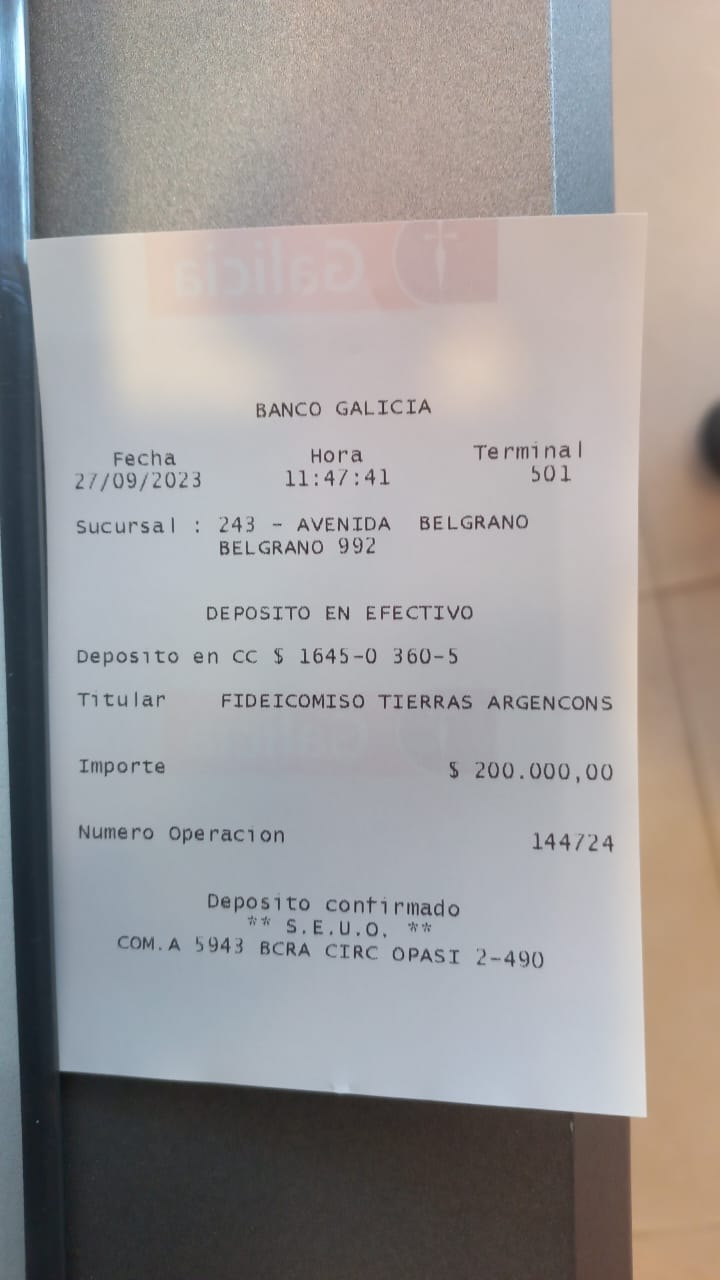 Galicia
BANCO GALICIA
Fecha Hora Terminal
27/09/2023 11:47:41 501
Sucursal : 243 - AVENIDA BELGRANO
BELGRANO 992
DEPOSITO EN EFECTIVO
Deposito en CC $ 1645-0 360-5
Titular FIDEICOMISO TIERRAS ARGENCONS
Galicia
Importe $ 200.000,00
Numero Operacion 144724
Deposito confirmado
** S.E.U.O. **
COM.A 5943 BCRA CIRC OPASI 2-490